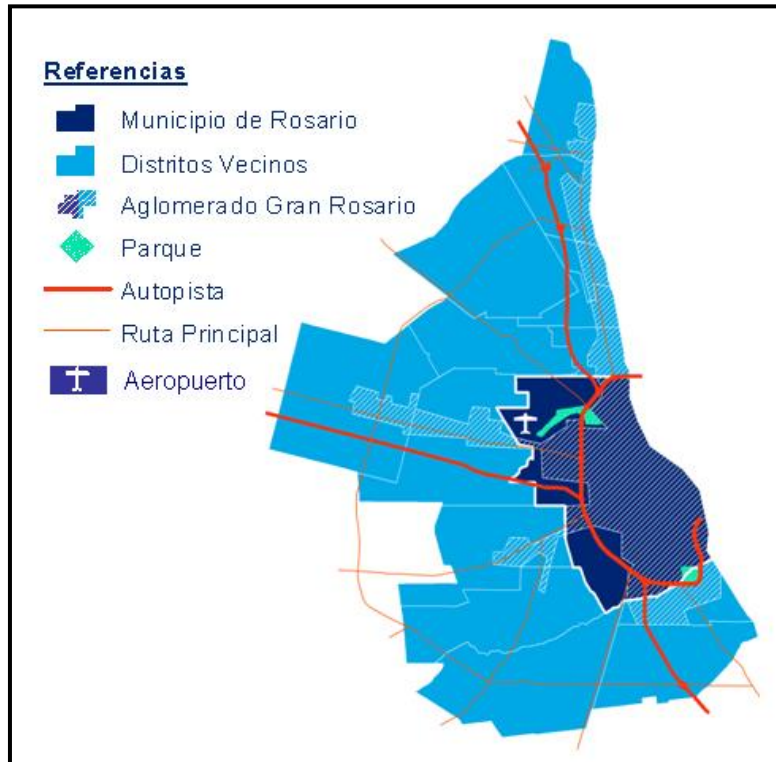 Referencias
Municipio de Rosario
Distritos Vecinos
Aglomerado Gran Rosario
Parque
Autopista
Ruta Principal
Aeropuerto